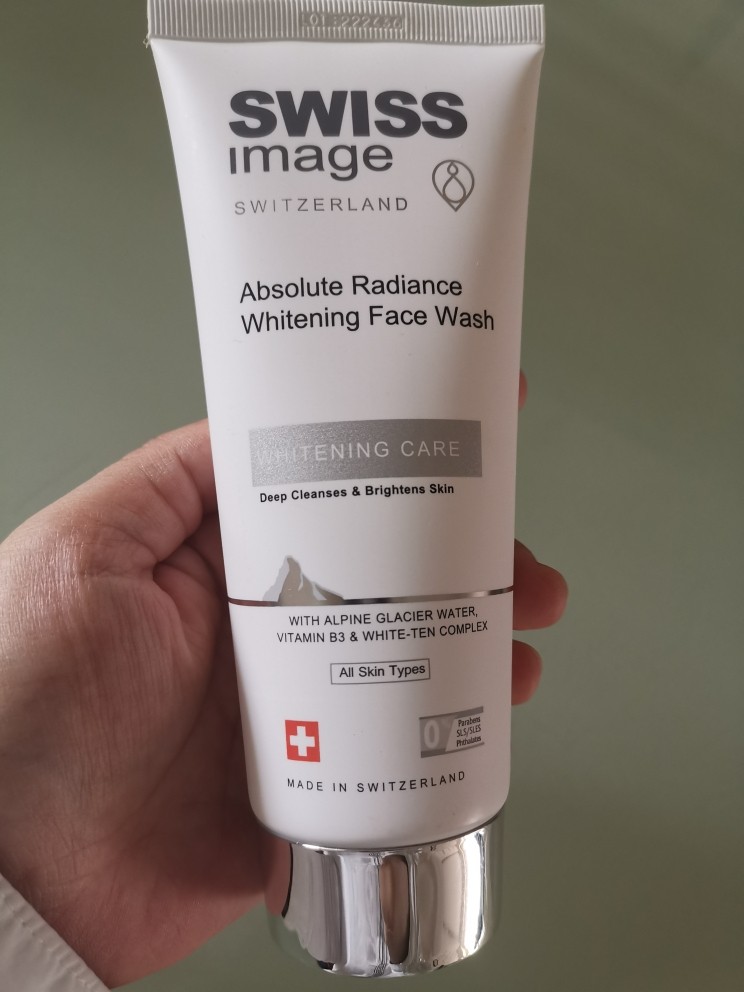 SWISS
image
SWITZERLAND
Absolute Radiance
Whitening Face Wash
WHITENING CARE
Deep Cleanses & Brightens Skin
WITH ALPINE GLACIER WATER,
VITAMIN B3 & WHITE-TEN COMPLEX
All Skin Types
0%
Parabens
SLS/SLES
Phthalates
MADE IN SWITZERLAND